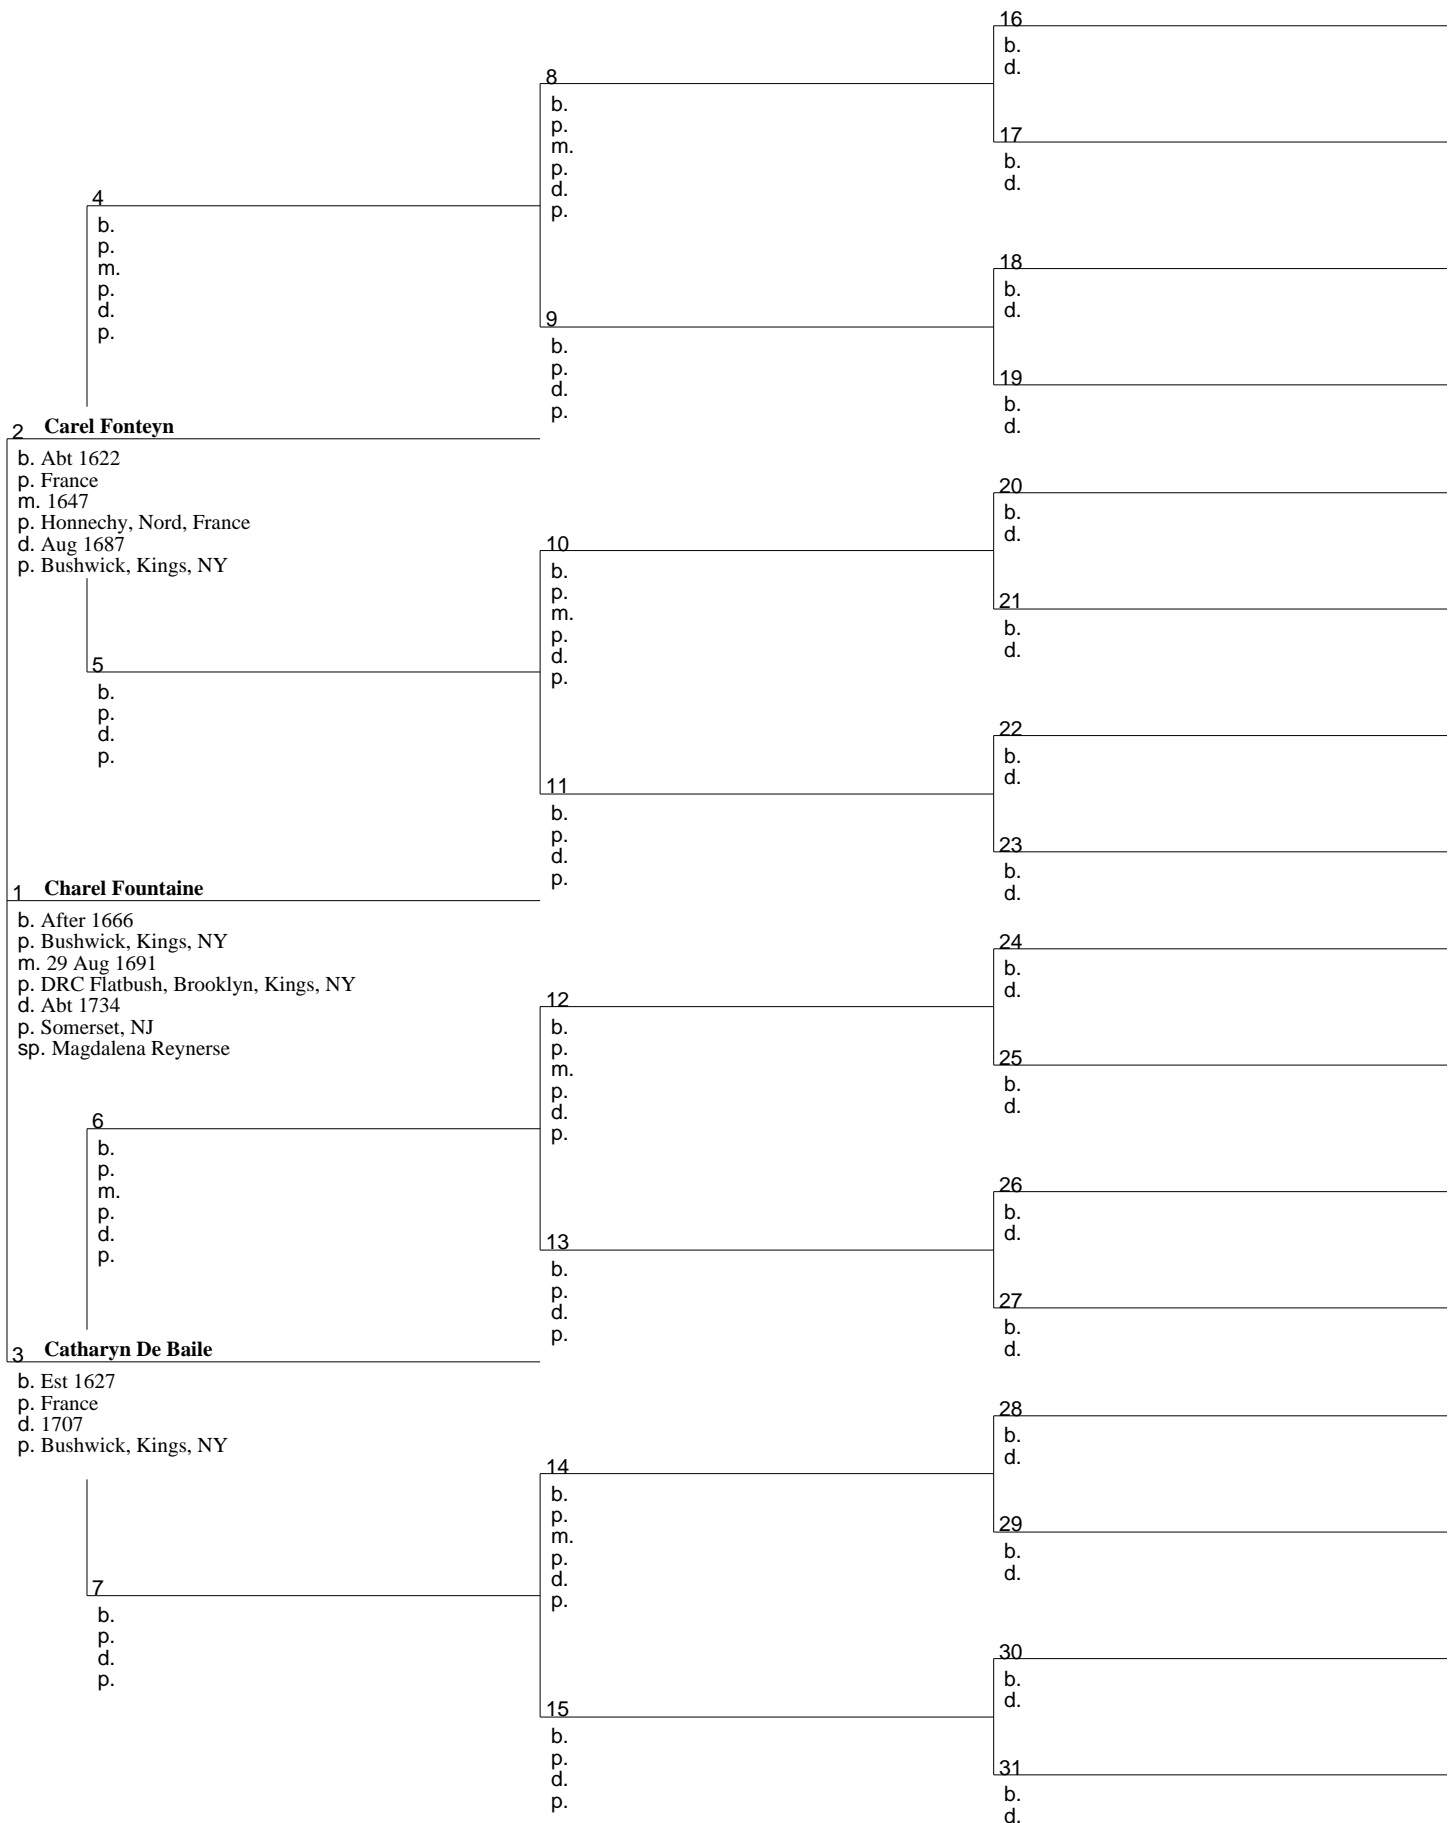 16
b.
d.
8
b.
p.
m.
p.
d.
p.
17
b.
d.
4
b.
p.
m.
p.
d.
p.
18
b.
d.
9
b.
p.
d.
p.
19
b.
d.
2 Carel Fonteyn
b. Abt 1622
p. France
m. 1647
p. Honnechy, Nord, France
d. Aug 1687
p. Bushwick, Kings, NY
20
b.
d.
10
b.
p.
m.
p.
d.
p.
21
b.
d.
5
b.
p.
d.
p.
22
b.
d.
11
b.
p.
d.
p.
23
b.
d.
1 Charel Fountaine
b. After 1666
p. Bushwick, Kings, NY
m. 29 Aug 1691
p. DRC Flatbush, Brooklyn, Kings, NY
d. Abt 1734
p. Somerset, NJ
sp. Magdalena Reynerse
24
b.
d.
12
b.
p.
m.
p.
d.
p.
25
b.
d.
6
b.
p.
m.
p.
d.
p.
26
b.
d.
13
b.
p.
d.
p.
27
b.
d.
3 Catharyn De Baile
b. Est 1627
p. France
d. 1707
p. Bushwick, Kings, NY
28
b.
d.
14
b.
p.
m.
p.
d.
p.
29
b.
d.
7
b.
p.
d.
p.
30
b.
d.
15
b.
p.
d.
p.
31
b.
d.